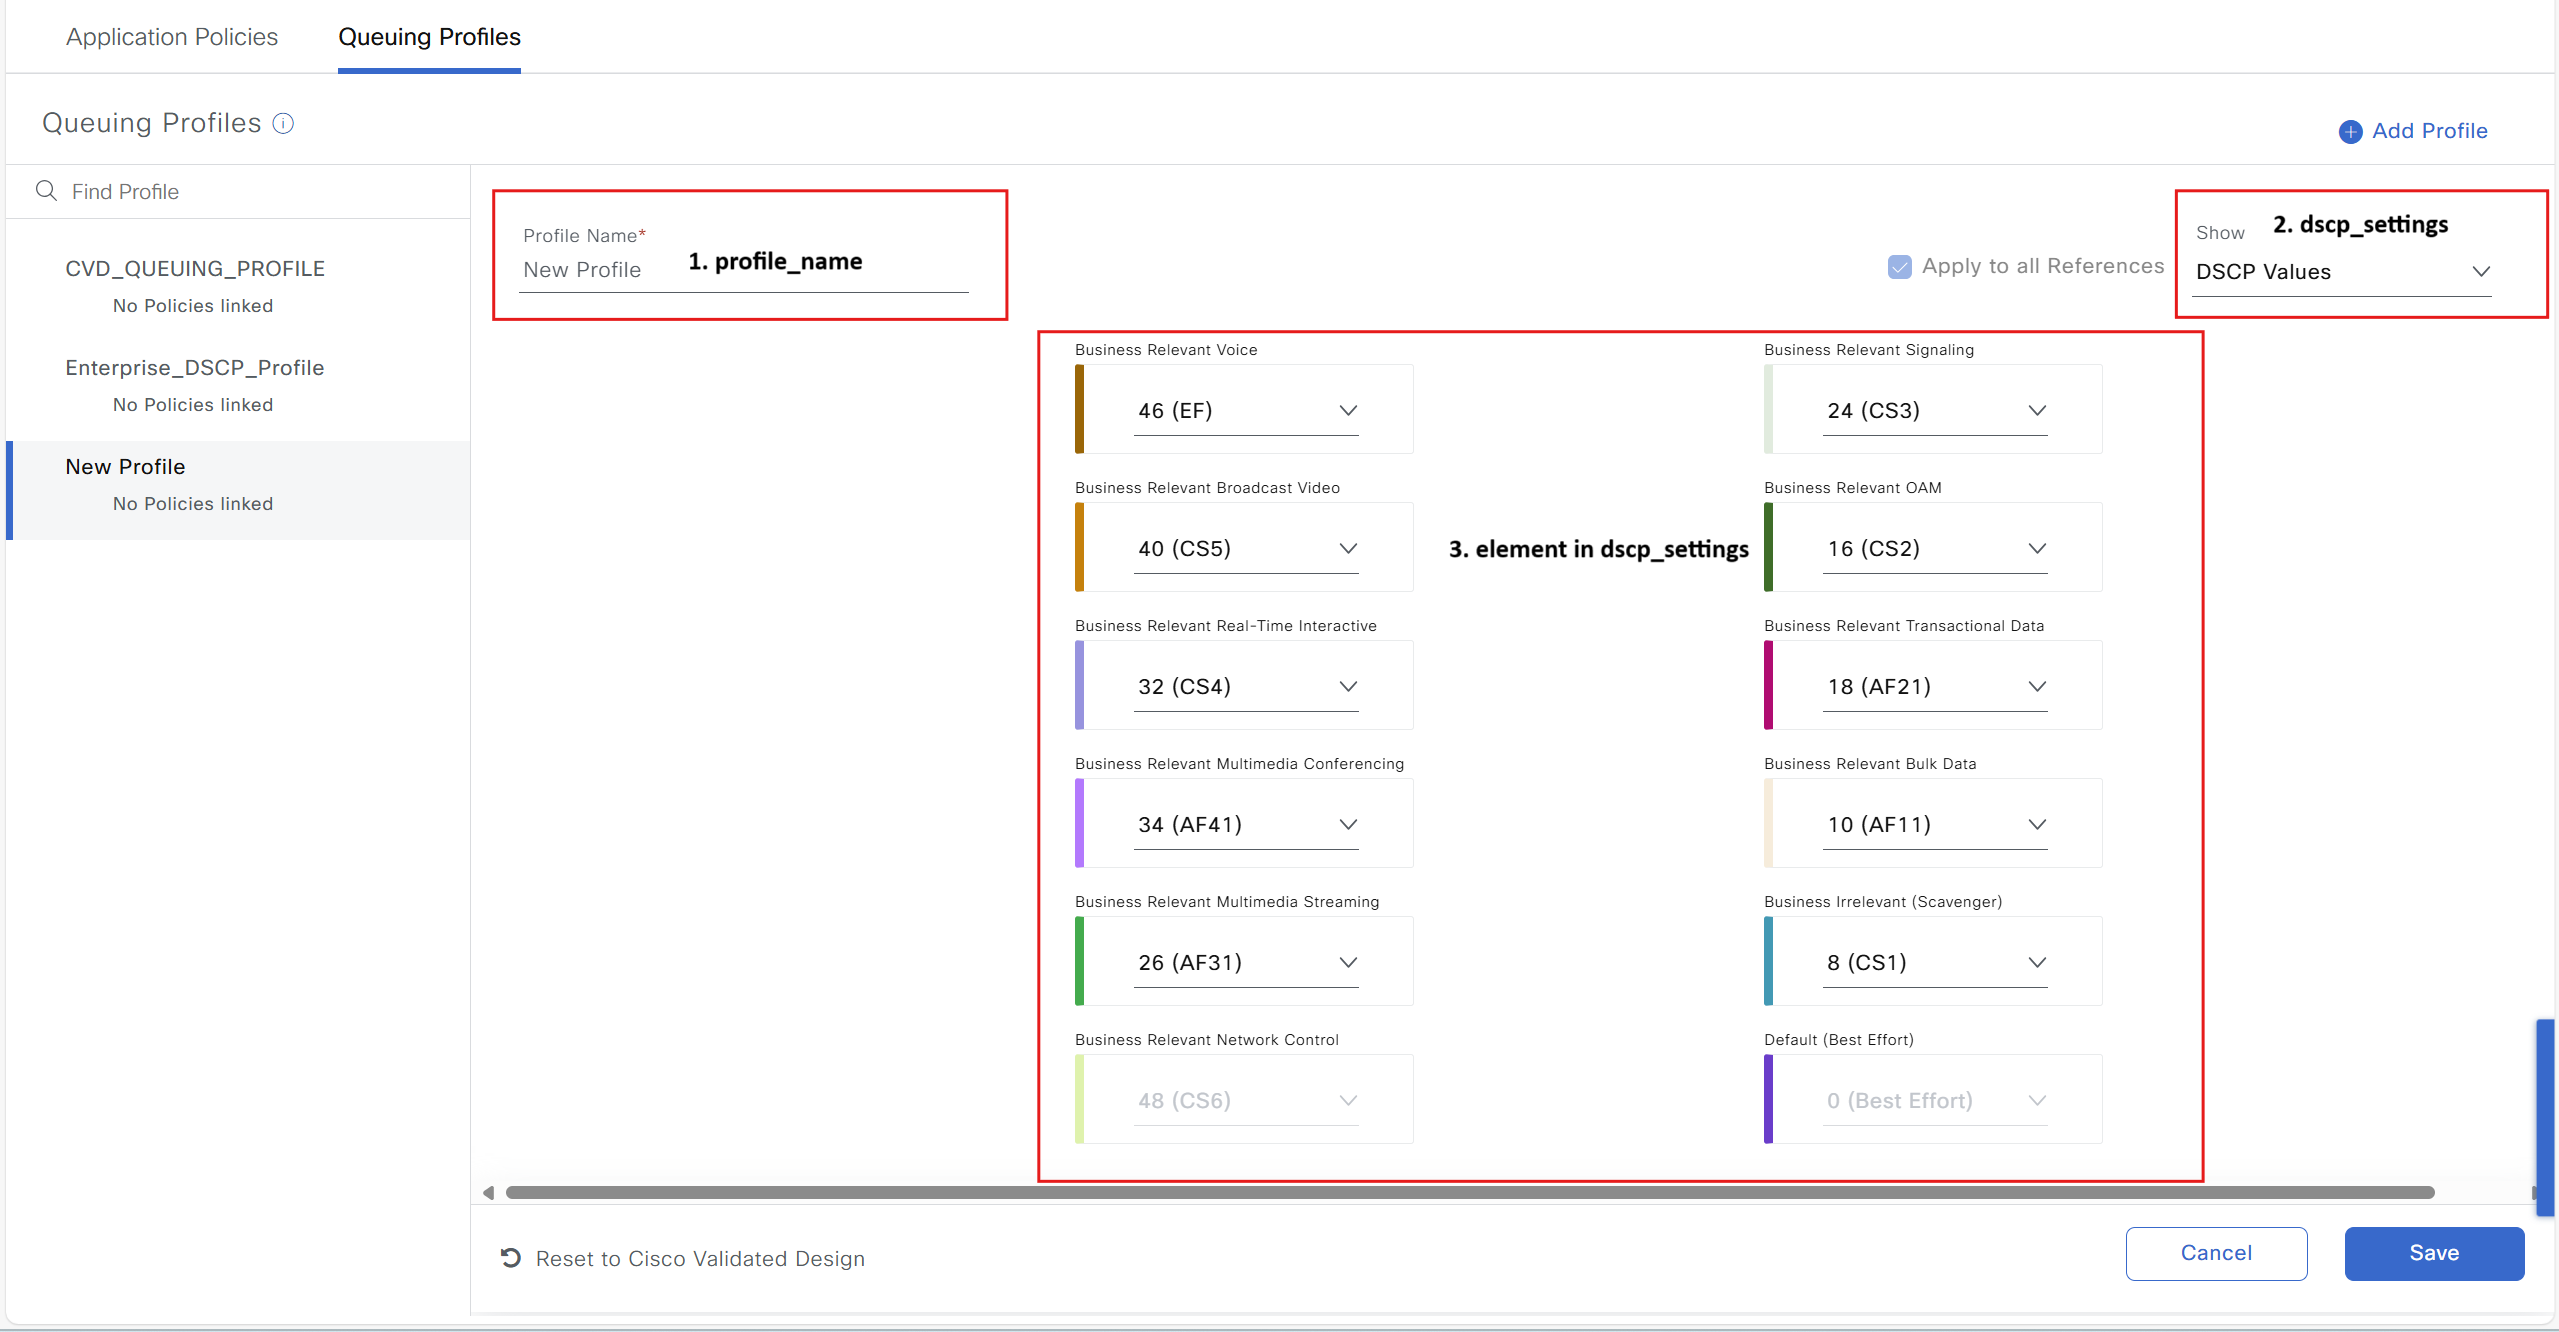 Application Policies
Queuing Profiles
Queuing Profiles
Add Profile
Find Profile
CVD_QUEUING_PROFILE
No Policies linked
Enterprise_DSCP_Profile
No Policies linked
New Profile
No Policies linked
Profile Name*
New Profile
1. profile_name
Apply to all References
Show
2. dscp_settings
DSCP Values
Business Relevant Voice
46 (EF)
Business Relevant Signaling
24 (CS3)
Business Relevant Broadcast Video
40 (CS5)
3. element in dscp_settings
Business Relevant OAM
16 (CS2)
Business Relevant Real-Time Interactive
32 (CS4)
Business Relevant Transactional Data
18 (AF21)
Business Relevant Multimedia Conferencing
34 (AF41)
Business Relevant Bulk Data
10 (AF11)
Business Relevant Multimedia Streaming
26 (AF31)
Business Irrelevant (Scavenger)
8 (CS1)
Business Relevant Network Control
48 (CS6)
Default (Best Effort)
0 (Best Effort)
Reset to Cisco Validated Design
Cancel
Save